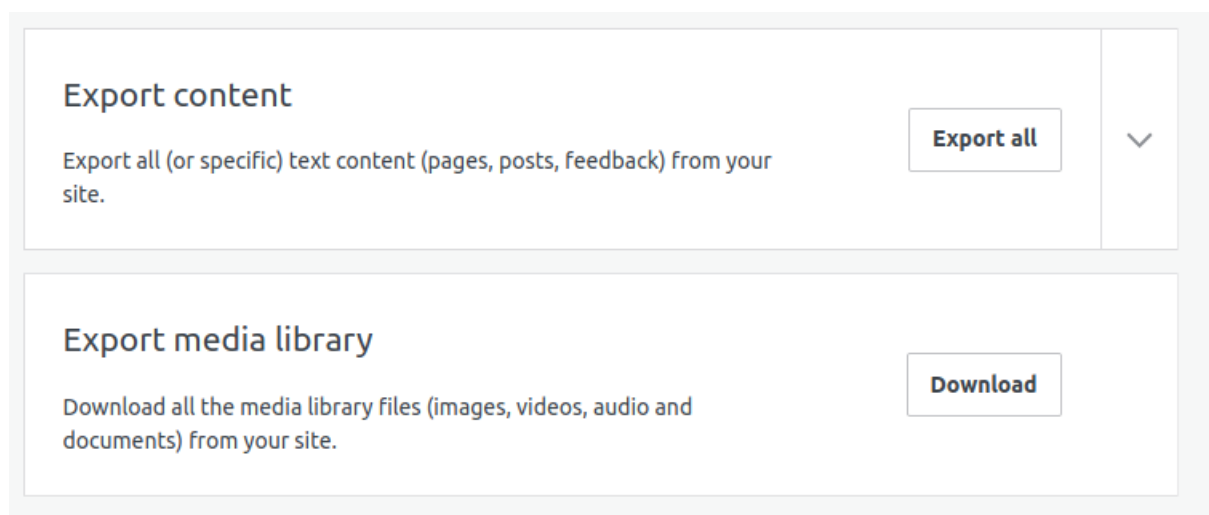 Export content
Export all (or specific) text content (pages, posts, feedback) from your
site.
Export all
Export media library
Download all the media library files (images, videos, audio and
documents) from your site.
Download